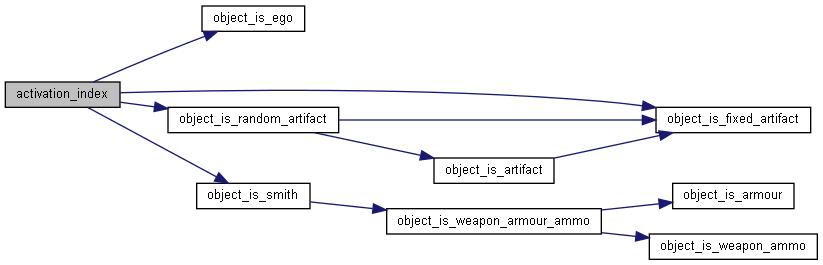 object_is_ego
activation_index
object_is_random_artifact
object_is_fixed_artifact
object_is_artifact
object_is_smith
object_is_armour
object_is_weapon_armour_ammo
object_is_weapon_ammo